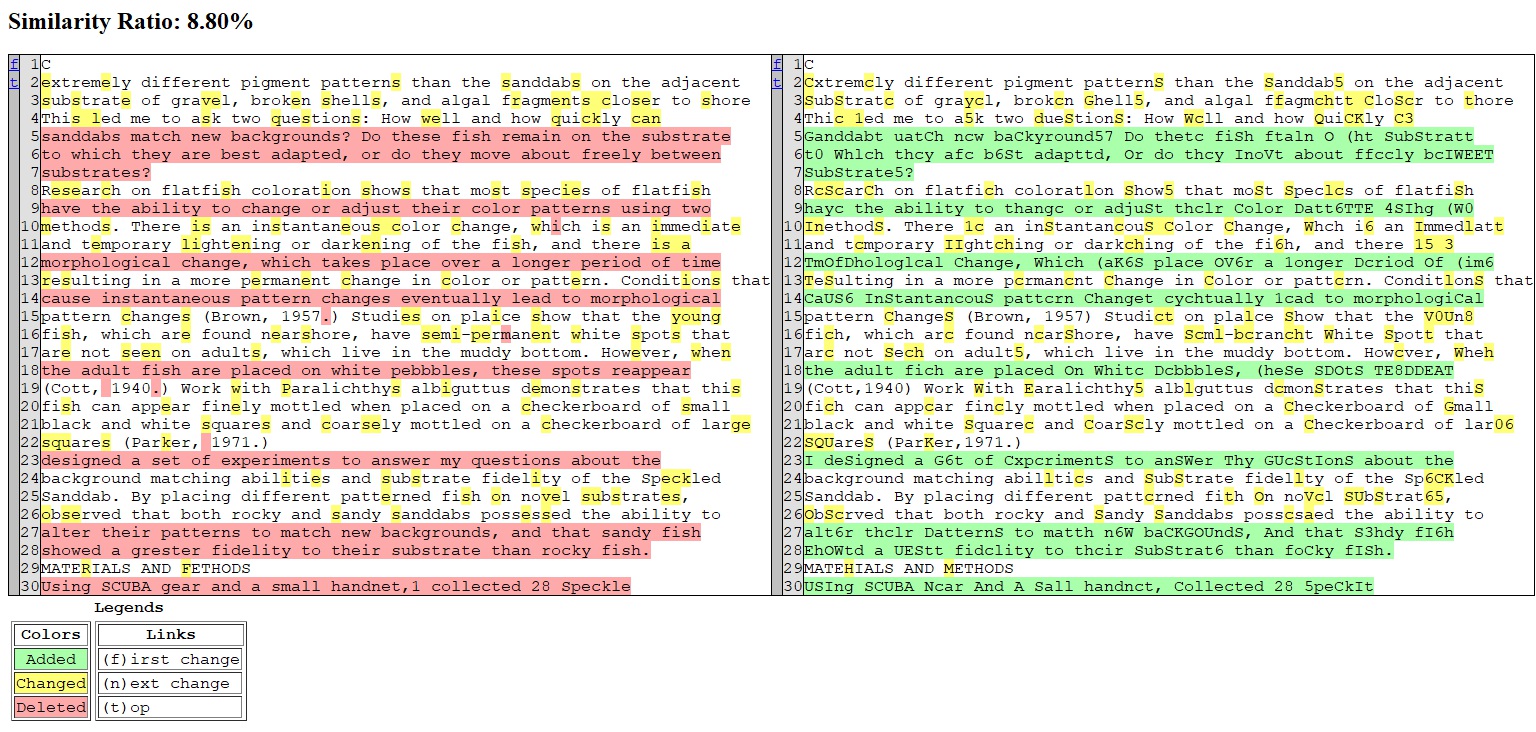 Similarity Ratio: 8.80%
f 1 C
t 2 extremely different pigment patterns than the sanddabs on the adjacent
3 substrate of gravel, broken shells, and algal fragments closer to shore
4 This led me to ask two questions: How well and how quickly can
5 sanddabs match new backgrounds? Do these fish remain on the substrate
6 to which they are best adapted, or do they move about freely between
7 substrates?
8 Research on flatfish coloration shows that most species of flatfish
9 have the ability to change or adjust their color patterns using two
10 methods. There is an instantaneous color change, which is an immediate
11 and temporary lightening or darkening of the fish, and there is a
12 morphological change, which takes place over a longer period of time
13 resulting in a more permanent change in color or pattern. Conditions that
14 cause instantaneous pattern changes eventually lead to morphological
15 pattern changes (Brown, 1957.) Studies on plaice show that the young
16 fish, which are found nearshore, have semi-permanent white spots that
17 are not seen on adults, which live in the muddy bottom. However, when
18 the adult fish are placed on white pebbbles, these spots reappear
19 (Cott, 1940.) Work with Paralichthys albiguttus demonstrates that this
20 fish can appear finely mottled when placed on a checkerboard of small
21 black and white squares and coarsely mottled on a checkerboard of large
22 squares (Parker, 1971.)
23 designed a set of experiments to answer my questions about the
24 background matching abilities and substrate fidelity of the Speckled
25 Sanddab. By placing different patterned fish on novel substrates,
26 observed that both rocky and sandy sanddabs possessed the ability to
27 alter their patterns to match new backgrounds, and that sandy fish
28 showed a grester fidelity to their substrate than rocky fish.
29 MATERIALS AND FETHODS
30 Using SCUBA gear and a small handnet,1 collected 28 Speckle
f 1 C
t 2 Cxtremcly different pigment patternS than the Sanddab5 on the adjacent
3 SubStratc of graycl, brokcn Ghell5, and algal ffagmchtt CloScr to thore
4 Thic 1ed me to a5k two dueStionS: How Wcll and how QuiCKly C3
5 Ganddabt uatCh ncw baCkyround57 Do thetc fiSh ftaln O (ht SubStratt
6 t0 Whlch thcy afc b6St adapttd, Or do thcy InoVt about ffccly bcIWEET
7 SubStrate5?
8 RcScarCh on flatfich coloratlon Show5 that moSt Speclcs of flatfiSh
9 hayc the ability to thangc or adjuSt thclr Color Datt6TTE 4SIhg (W0
10 InethodS. There 1c an inStantancouS Color Change, Whch i6 an Immedlatt
11 and tcmporary IIghtching or darkching of the fi6h, and there 15 3
12 TmOfDhologlcal Change, Which (aK6S place OV6r a 1onger Dcriod Of (im6
13 TeSulting in a more pcrmancnt Change in Color or pattcrn. ConditlonS that
14 CaUS6 InStantancouS pattcrn Changet cychtually 1cad to morphologiCal
15 pattern ChangeS (Brown, 1957) Studict on plalce Show that the V0Un8
16 fich, which arc found ncarShore, have Scml-bcrancht White Spott that
17 arc not Sech on adult5, which live in the muddy bottom. Howcver, Wheh
18 the adult fich are placed On Whitc DcbbbleS, (heSe SDOtS TE8DDEAT
19 (Cott,1940) Work With Earalichthy5 alblguttus dcmonStrates that thiS
20 fich can appcar fincly mottled when placed on a Checkerboard of Gmall
21 black and white Squarec and CoarScly mottled on a Checkerboard of lar06
22 SQUareS (ParKer,1971.)
23 I deSigned a G6t of CxpcrimentS to anSWer Thy GUcStIonS about the
24 background matching abilltics and SubStrate fidellty of the Sp6CKled
25 Sanddab. By placing different pattcrned fith On noVcl SUbStrat65,
26 ObScrved that both rocky and Sandy Sanddabs posscsaed the ability to
27 alt6r thclr DatternS to matth n6W baCKGOUndS, And that S3hdy fI6h
28 EhOWtd a UEStt fidclity to thcir SubStrat6 than foCky fISh.
29 MATEHIALS AND METHODS
30 USIng SCUBA Ncar And A Sall handnct, Collected 28 5peCkIt
Legends
Colors
Added
Changed
Deleted
Links
(f)irst change
(n)ext change
(t)op